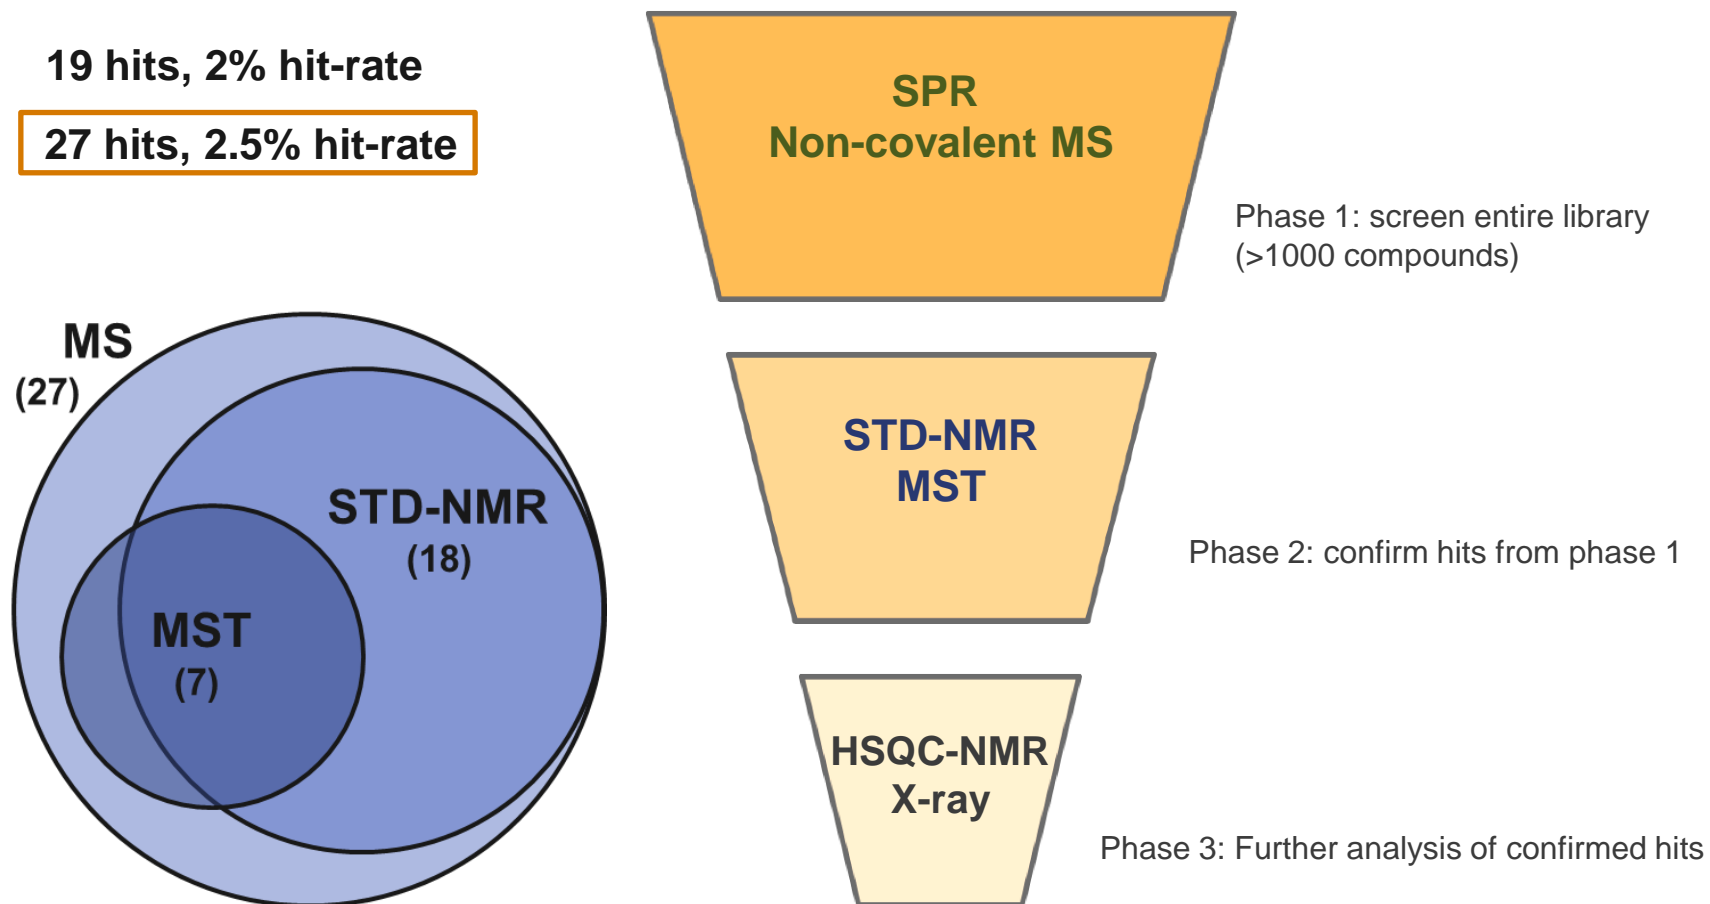 19 hits, 2% hit-rate
27 hits, 2.5% hit-rate
SPR
Non-covalent MS
Phase 1: screen entire library
(>1000 compounds)
MS
(27)
STD-NMR
(18)
MST
(7)
STD-NMR
MST
Phase 2: confirm hits from phase 1
HSQC-NMR
X-ray
Phase 3: Further analysis of confirmed hits